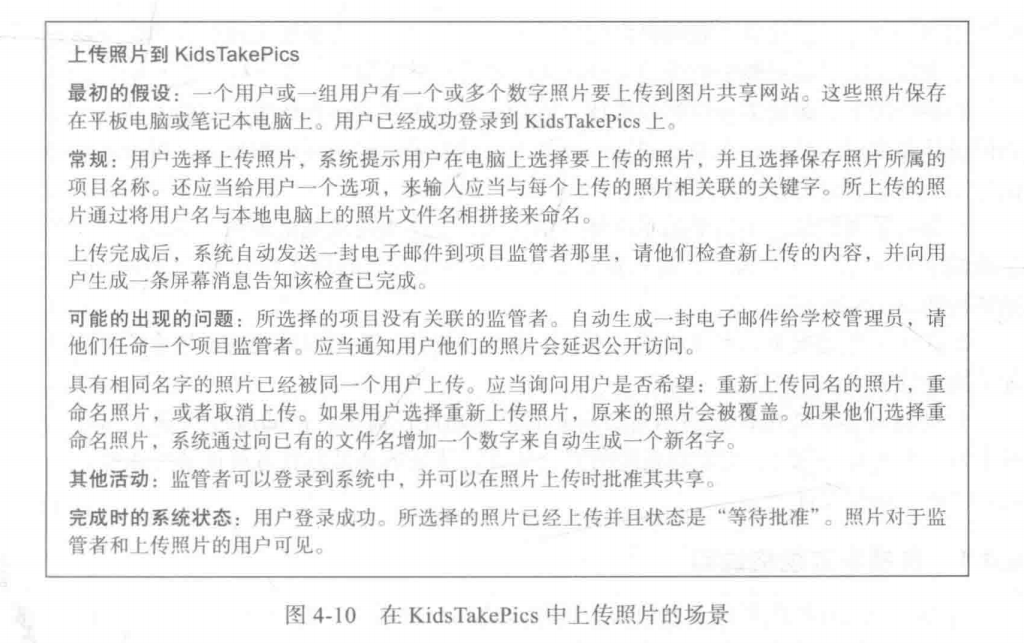 上传照片到 KidsTakePics
最初的假设：一个用户或一组用户有一个或多个数字照片要上传到图片共享网站。这些照片保存
在平板电脑或笔记本电脑上。用户已经成功登录到 KidsTakePics 上。
常规：用户选择上传照片，系统提示用户在电脑上选择要上传的照片，并且选择保存照片所属的
项目名称。还应当给用户一个选项，来输入应当与每个上传的照片相关联的关键字。所上传的照
片通过将用户名与本地电脑上的照片文件名相拼接来命名。
上传完成后，系统自动发送一封电子邮件到项目监管者那里，请他们检查新上传的内容，并向用
户生成一条屏幕消息告知该检查已完成。
可能的出现的问题：所选择的项目没有关联的监管者。自动生成一封电子邮件给学校管理员，请
他们任命一个项目监管者。应当通知用户他们的照片会延迟公开访问。
具有相同名字的照片已经被同一个用户上传。应当询问用户是否希望：重新上传同名的照片，重
命名照片，或者取消上传。如果用户选择重新上传照片，原来的照片会被覆盖。如果他们选择重
命名照片，系统通过向已有的文件名增加一个数字来自动生成一个新名字。
其他活动：监管者可以登录到系统中，并可以在照片上传时批准其共享。
完成时的系统状态：用户登录成功。所选择的照片已经上传并且状态是“等待批准”。照片对于监
管者和上传照片的用户可见。
图 4-10 在 KidsTakePics 中上传照片的场景